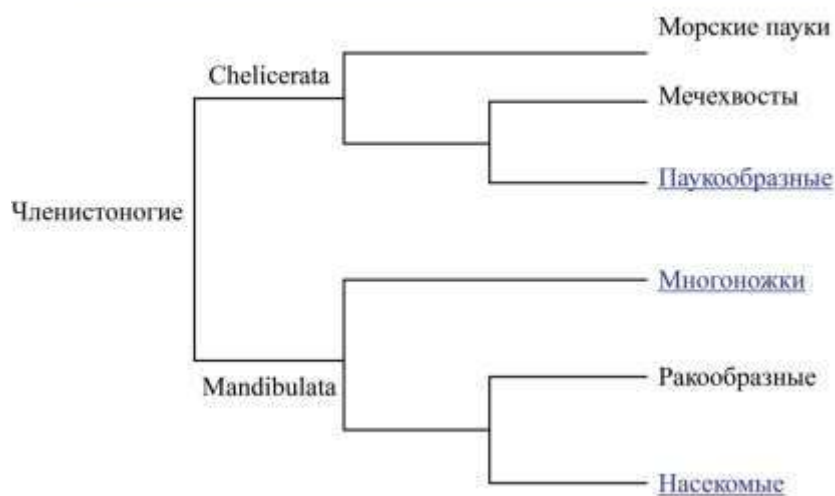 Морские пауки
Chelicerata
Мечехвосты
Паукообразные
Членистоногие
Многоножки
Mandibulata
Ракообразные
Насекомые